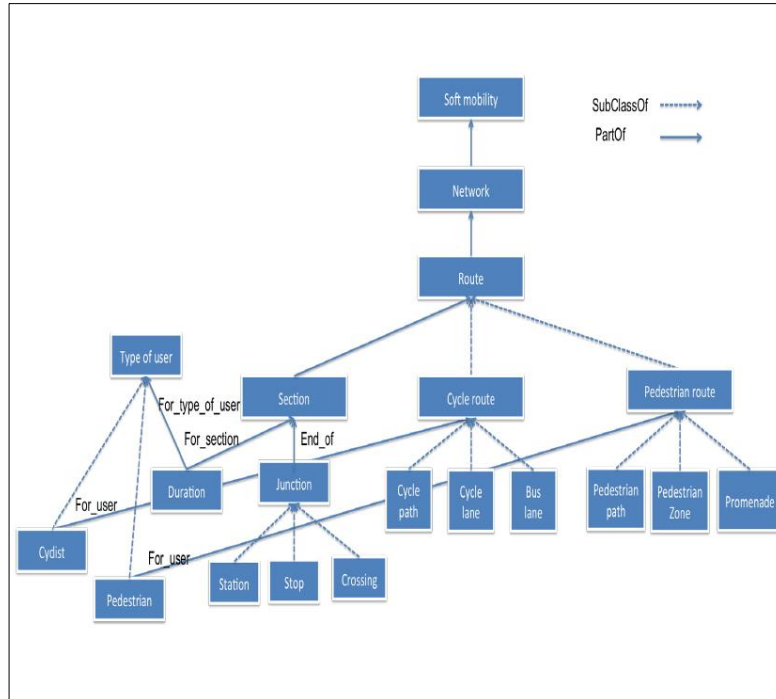 Soft mobility
SubClassOf
PartOf
Network
Route
Type of user
Section
Cycle route
Pedestrian route
For_type_of_user
For_section
End_of
Duration
Junction
Cycle
path
Cycle
lane
Bus
lane
Pedestrian
path
Pedestrian
Zone
Promenade
For_user
Cydist
For_user
Pedestrian
Station
Stop
Crossing